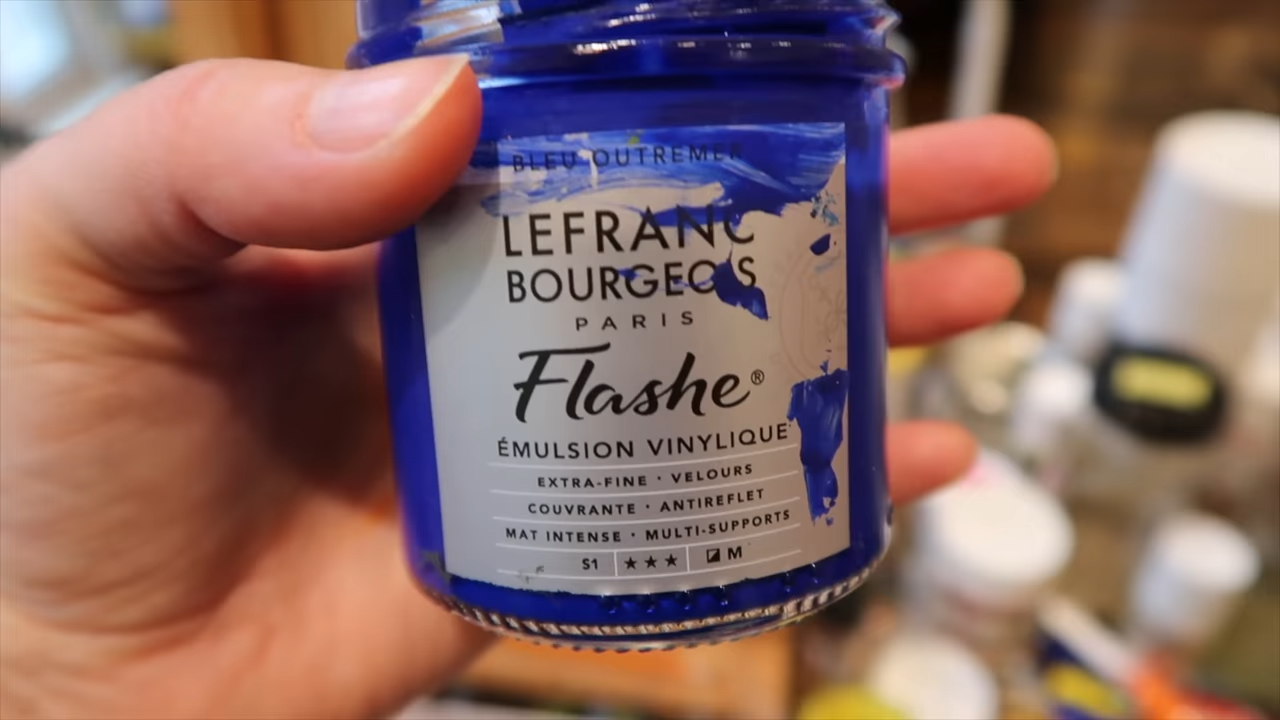 BLEU OUTREMER
LEFRANC
BOURGEOIS
PARIS
Flashe®
ÉMULSION VINYLIQUE
EXTRA-FINE · VELOURS
COUVRANTE · ANTIREFLET
MAT INTENSE · MULTI-SUPPORTS
S1 ★★★ M